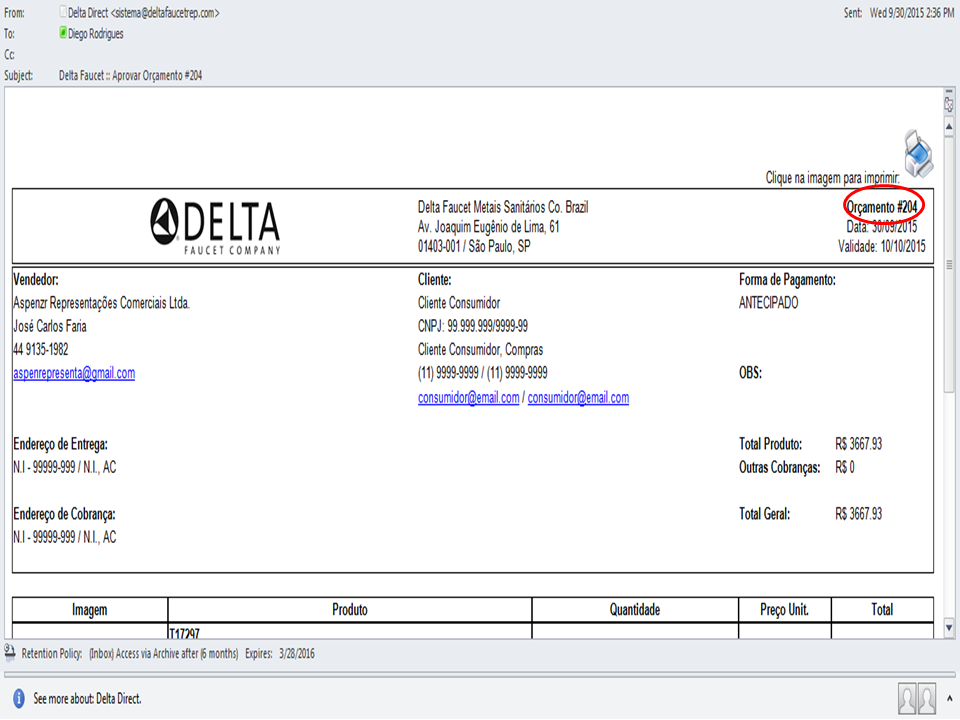 From: Delta Direct <sistema@deltafaucetrep.com> Sent: Wed 9/30/2015 2:36 PM
To: Diego Rodrigues
Cc:
Subject: Delta Faucet :: Aprovar Orçamento #204
Clique na imagem para imprimir:
DELTA
FAUCET COMPANY
Delta Faucet Metais Sanitários Co. Brazil
Av. Joaquim Eugênio de Lima, 61
01403-001 / São Paulo, SP
Orçamento #204
Data: 30/09/2015
Validade: 10/10/2015
Vendedor:
Aspenzr Representações Comerciais Ltda.
José Carlos Faria
44 9135-1982
aspenrepresenta@gmail.com
Cliente:
Cliente Consumidor
CNPJ: 99.999.999/9999-99
Cliente Consumidor, Compras
(11) 9999-9999 / (11) 9999-9999
consumidor@email.com / consumidor@email.com
Forma de Pagamento:
ANTECIPADO
OBS:
Endereço de Entrega:
N.I - 99999-999 / N.I., AC
Endereço de Cobrança:
N.I - 99999-999 / N.I., AC
Total Produto: R$ 3667.93
Outras Cobranças: R$ 0
Total Geral: R$ 3667.93
Imagem Produto Quantidade Preço Unit. Total
T17297
Retention Policy: (Inbox) Access via Archive after (6 months) Expires: 3/28/2016
See more about: Delta Direct.